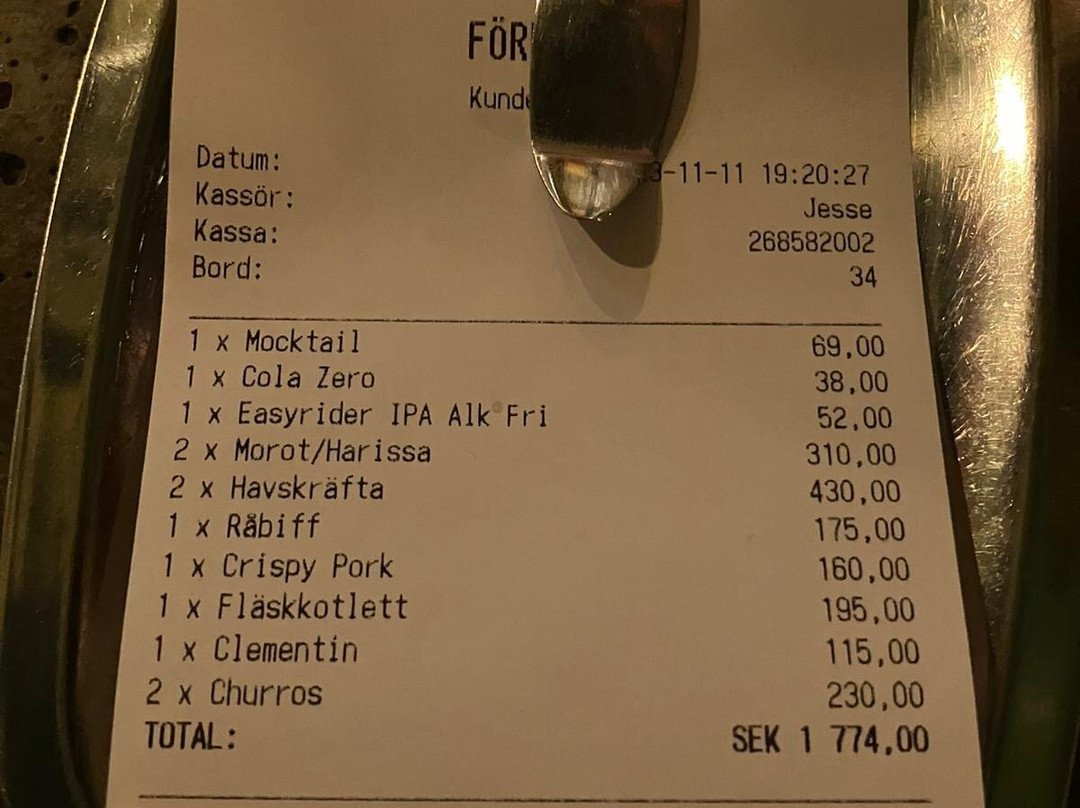 Datum: 3-11-11 19:20:27
Kassör: Jesse
Kassa: 268582002
Bord: 34
1 x Mocktail 69,00
1 x Cola Zero 38,00
1 x Easyrider IPA Alk Fri 52,00
2 x Morot/Harissa 310,00
2 x Havskräfta 430,00
1 x Råbiff 175,00
1 x Crispy Pork 160,00
1 x Fläskkotlett 195,00
1 x Clementin 115,00
2 x Churros 230,00
TOTAL: SEK 1 774,00